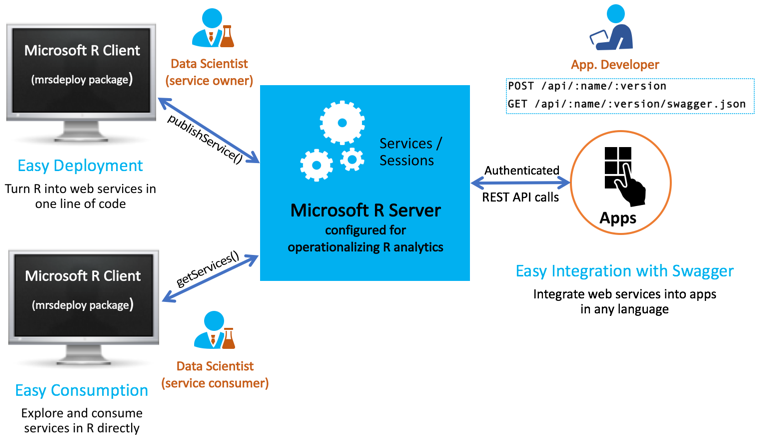 Microsoft R Client
(mrsdeploy package)
Data Scientist
(service owner)
publishService()
Easy Deployment
Turn R into web services in
one line of code
Microsoft R Client
(mrsdeploy package)
getServices()
Data Scientist
(service consumer)
Easy Consumption
Explore and consume
services in R directly
Services /
Sessions
Microsoft R Server
configured for
operationalizing R analytics
App. Developer
POST /api/:name/:version
GET /api/:name/:version/swagger.json
Authenticated
REST API calls
Apps
Easy Integration with Swagger
Integrate web services into apps
in any language